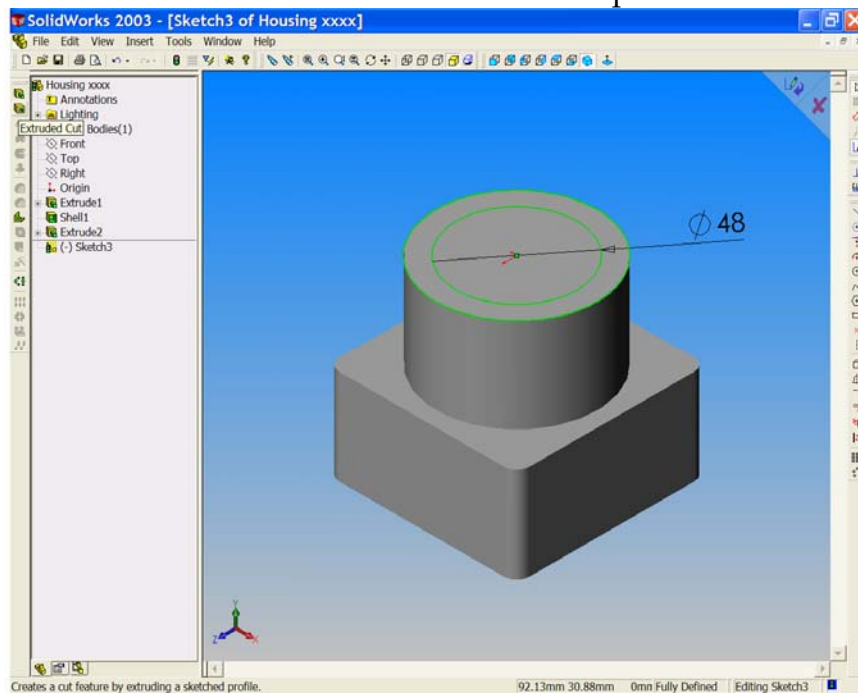 SolidWorks 2003 - [Sketch3 of Housing xxxx]
File Edit View Insert Tools Window Help
Housing xxxx
Annotations
Lighting
Extruded Cut Bodies(1)
Front
Top
Right
Origin
Extrude1
Shell1
Extrude2
(-) Sketch3
Ø 48
Y
Z X
Creates a cut feature by extruding a sketched profile. 92.13mm 30.88mm 0mn Fully Defined Editing Sketch3